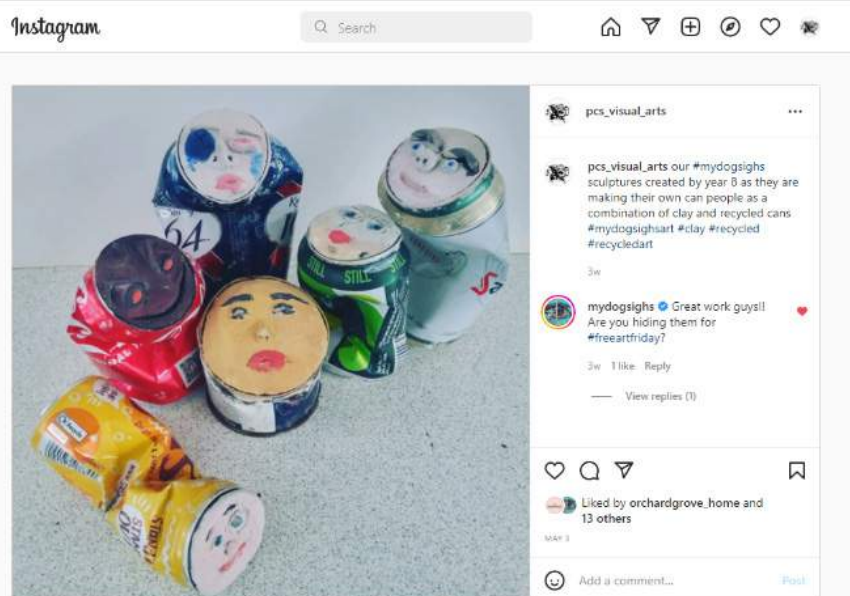 Instagram
Search
pcs_visual_arts
pcs_visual_arts our #mydogsighs
sculptures created by year 8 as they are
making their own can people as a
combination of clay and recycled cans
#mydogsighsart #clay #recycled
#recycledart
3w
mydogsighs Great work guys!!
Are you hiding them for
#freeartfriday?
3w 1 like Reply
View replies (1)
Liked by orchardgrove_home and
13 others
MAY 3
Add a comment... Post
64
STILL STILL